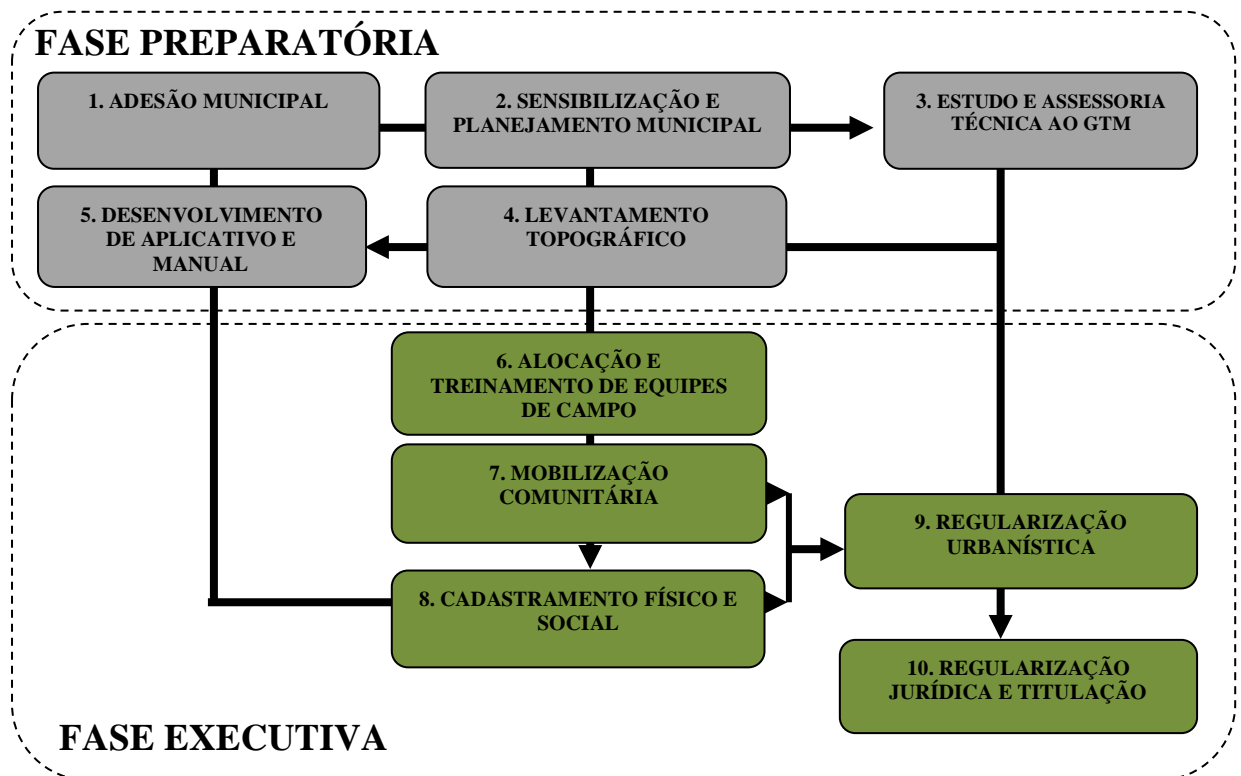 FASE PREPARATÓRIA
1. ADESÃO MUNICIPAL
2. SENSIBILIZAÇÃO E
PLANEJAMENTO MUNICIPAL
3. ESTUDO E ASSESSORIA
TÉCNICA AO GTM
5. DESENVOLVIMENTO
DE APLICATIVO E
MANUAL
4. LEVANTAMENTO
TOPOGRÁFICO
6. ALOCAÇÃO E
TREINAMENTO DE EQUIPES
DE CAMPO
7. MOBILIZAÇÃO
COMUNITÁRIA
9. REGULARIZAÇÃO
URBANÍSTICA
8. CADASTRAMENTO FÍSICO E
SOCIAL
10. REGULARIZAÇÃO
JURÍDICA E TITULAÇÃO
FASE EXECUTIVA